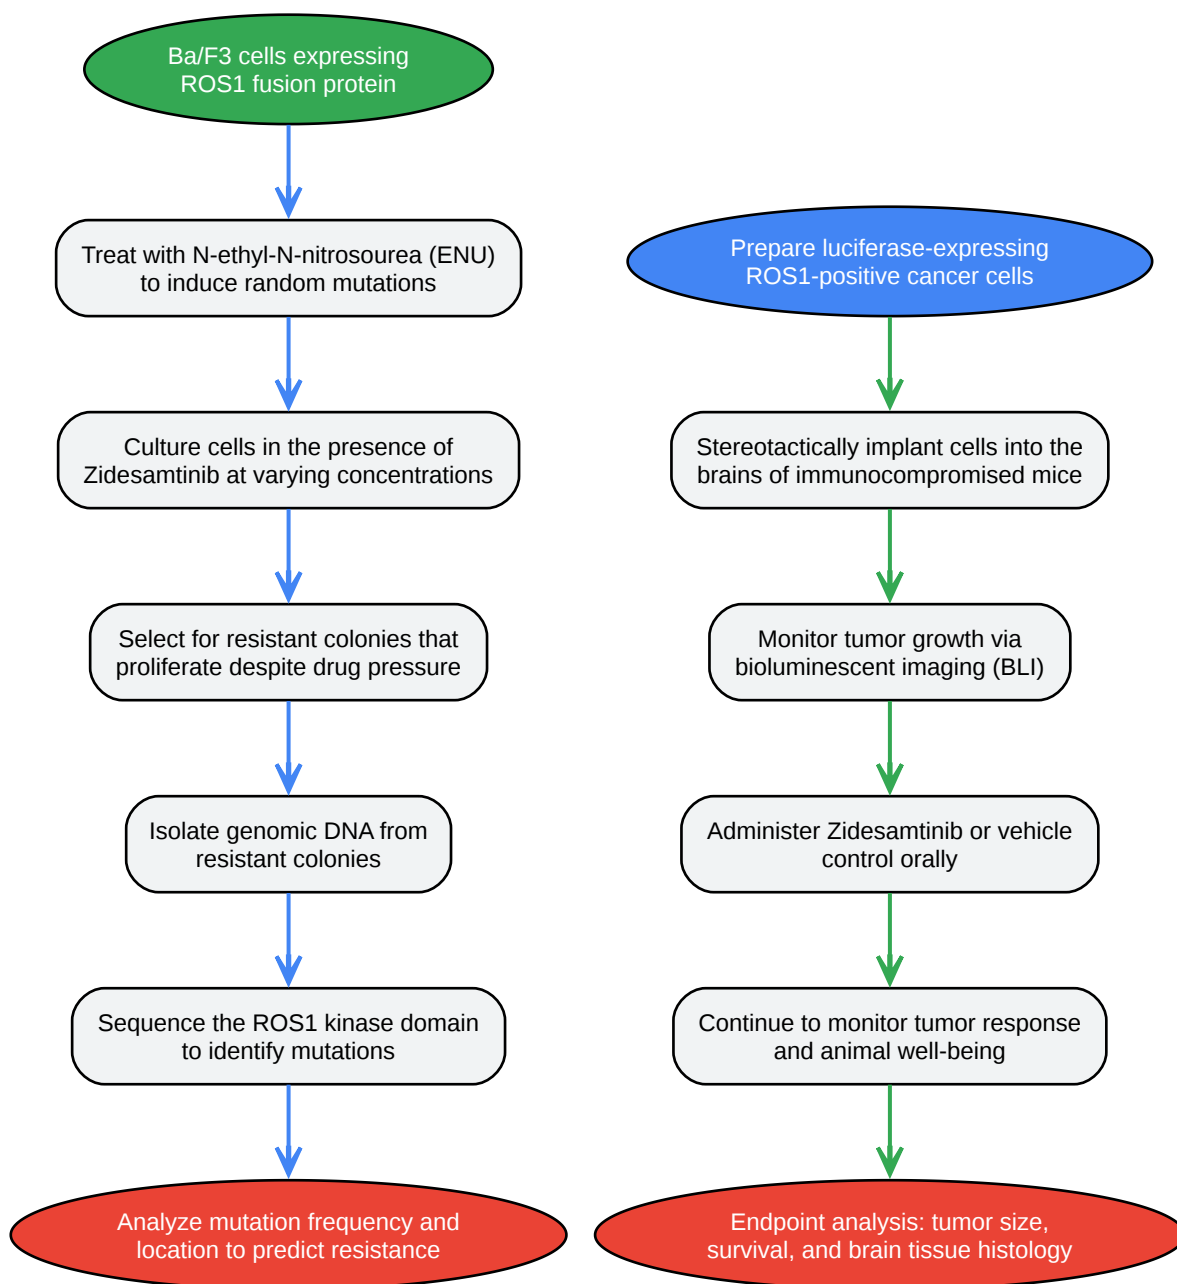 Ba/F3 cells expressing
ROS1 fusion protein
Treat with N-ethyl-N-nitrosourea (ENU)
to induce random mutations
Culture cells in the presence of
Zidesamtinib at varying concentrations
Select for resistant colonies that
proliferate despite drug pressure
Isolate genomic DNA from
resistant colonies
Sequence the ROS1 kinase domain
to identify mutations
Analyze mutation frequency and
location to predict resistance
Prepare luciferase-expressing
ROS1-positive cancer cells
Stereotactically implant cells into the
brains of immunocompromised mice
Monitor tumor growth via
bioluminescent imaging (BLI)
Administer Zidesamtinib or vehicle
control orally
Continue to monitor tumor response
and animal well-being
Endpoint analysis: tumor size,
survival, and brain tissue histology